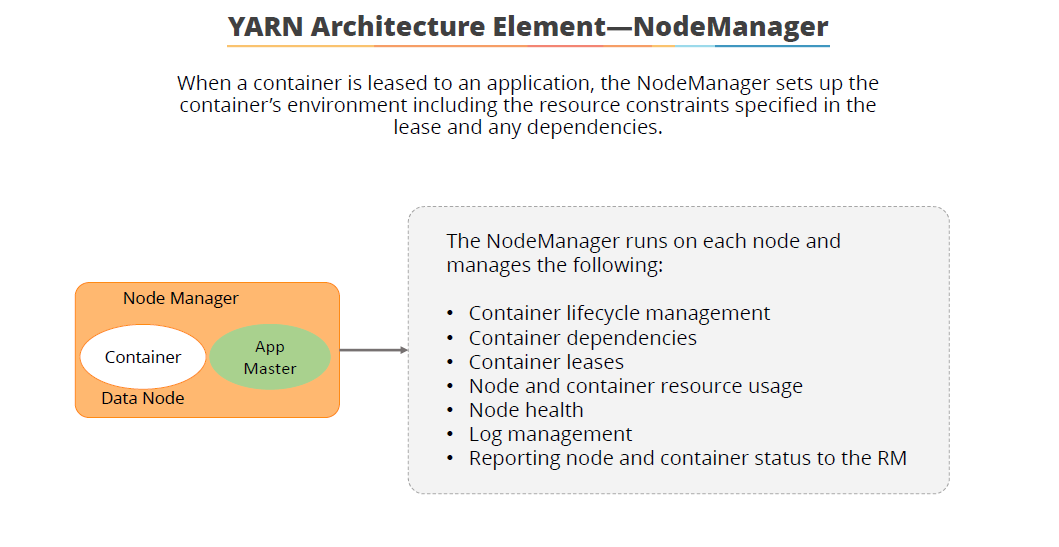 YARN Architecture Element—NodeManager
When a container is leased to an application, the NodeManager sets up the
container’s environment including the resource constraints specified in the
lease and any dependencies.
Node Manager
Container
App
Master
Data Node
The NodeManager runs on each node and
manages the following:
• Container lifecycle management
• Container dependencies
• Container leases
• Node and container resource usage
• Node health
• Log management
• Reporting node and container status to the RM